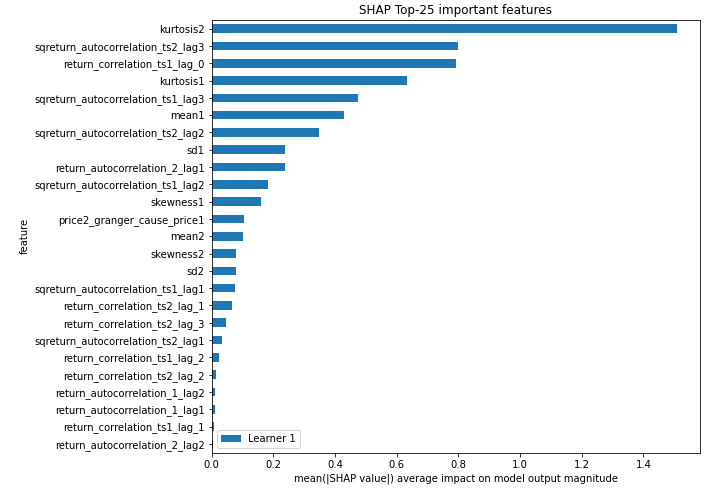 SHAP Top-25 important features
kurtosis2
sqreturn_autocorrelation_ts2_lag3
return_correlation_ts1_lag_0
kurtosis1
sqreturn_autocorrelation_ts1_lag3
mean1
sqreturn_autocorrelation_ts2_lag2
sd1
return_autocorrelation_2_lag1
sqreturn_autocorrelation_ts1_lag2
skewness1
price2_granger_cause_price1
mean2
skewness2
sd2
sqreturn_autocorrelation_ts1_lag1
return_correlation_ts2_lag_1
return_correlation_ts2_lag_3
sqreturn_autocorrelation_ts2_lag1
return_correlation_ts1_lag_2
return_correlation_ts2_lag_2
return_autocorrelation_1_lag2
return_autocorrelation_1_lag1
return_correlation_ts1_lag_1
return_autocorrelation_2_lag2
feature
Learner 1
0.0 0.2 0.4 0.6 0.8 1.0 1.2 1.4
mean(|SHAP value|) average impact on model output magnitude